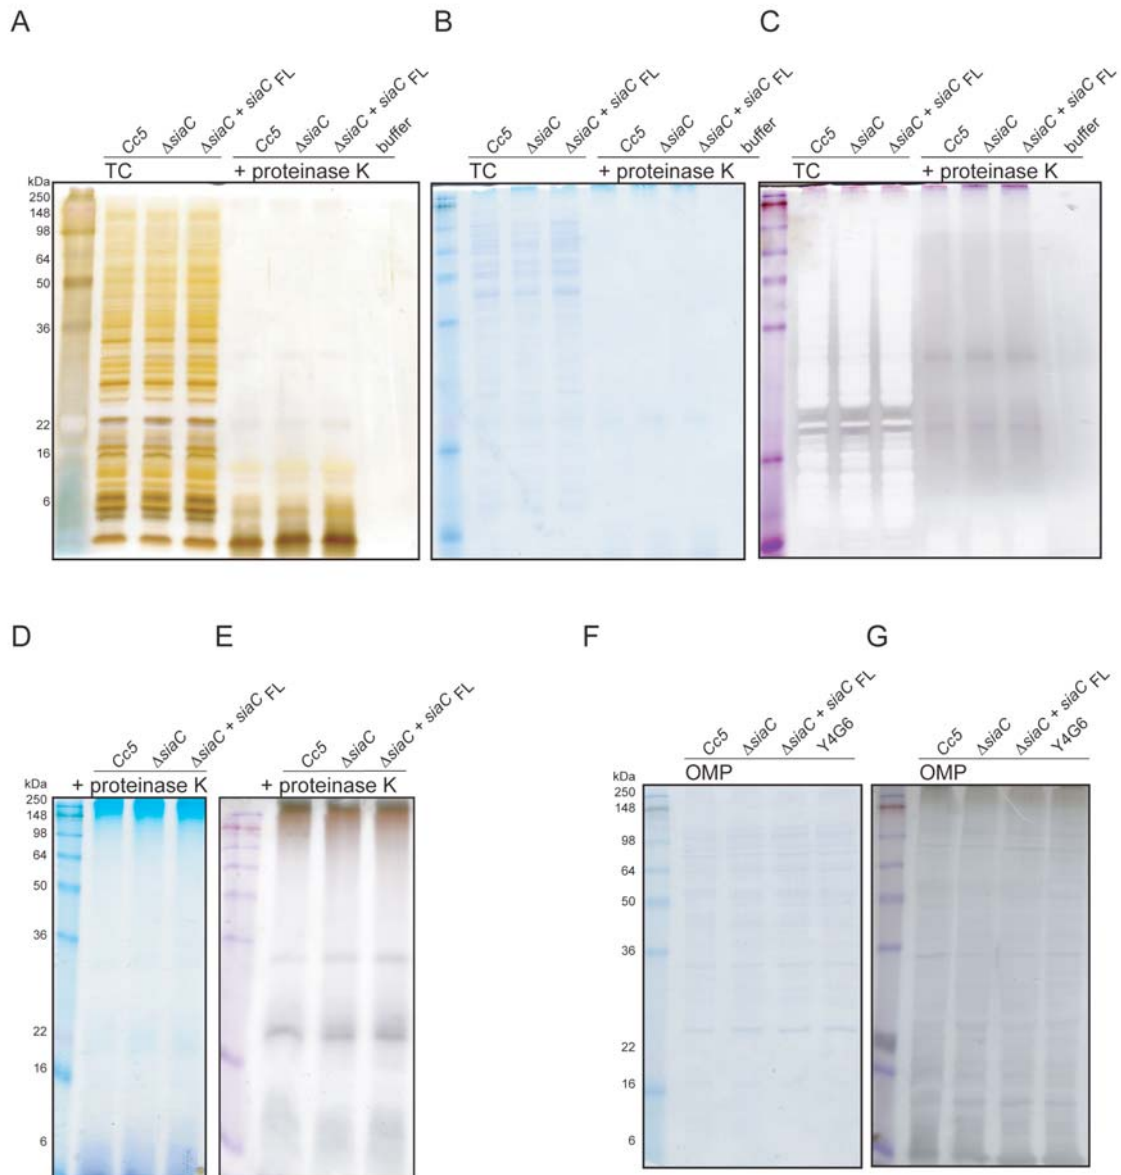 A
B
C
Cc5
ΔsiaC
ΔsiaC + siaC FL
Cc5
ΔsiaC
ΔsiaC + siaC FL
buffer
Cc5
ΔsiaC
ΔsiaC + siaC FL
Cc5
ΔsiaC
ΔsiaC + siaC FL
buffer
Cc5
ΔsiaC
ΔsiaC + siaC FL
Cc5
ΔsiaC
ΔsiaC + siaC FL
buffer
TC
+ proteinase K
TC
+ proteinase K
TC
+ proteinase K
kDa
250
148
98
64
50
36
22
16
6
D
E
F
G
Cc5
ΔsiaC
ΔsiaC + siaC FL
Cc5
ΔsiaC
ΔsiaC + siaC FL
Cc5
ΔsiaC
ΔsiaC + siaC FL
Y4G6
Cc5
ΔsiaC
ΔsiaC + siaC FL
Y4G6
+ proteinase K
+ proteinase K
OMP
OMP
kDa
250
148
98
64
50
36
22
16
6
kDa
250
148
98
64
50
36
22
16
6